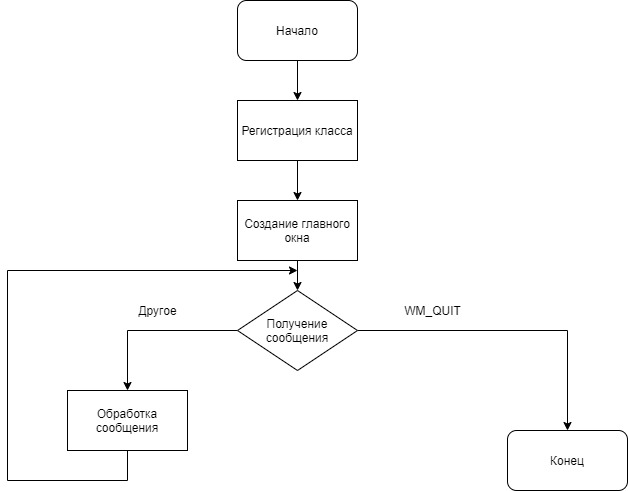 Начало
Регистрация класса
Создание главного
окна
Другое
WM_QUIT
Получение
сообщения
Обработка
сообщения
Конец